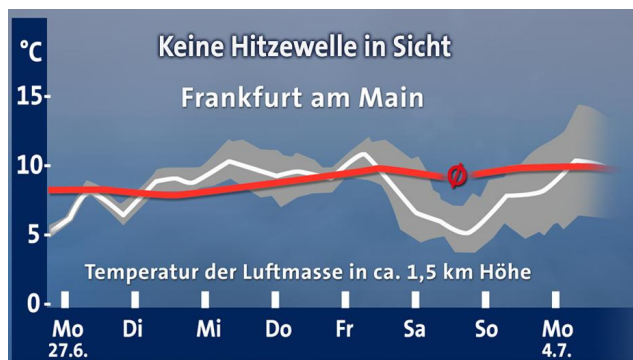 Keine Hitzewelle in Sicht
°C
Frankfurt am Main
15
10
Ø
5
Temperatur der Luftmasse in ca. 1,5 km Höhe
0
Mo Di Mi Do Fr Sa So Mo
27.6. 4.7.